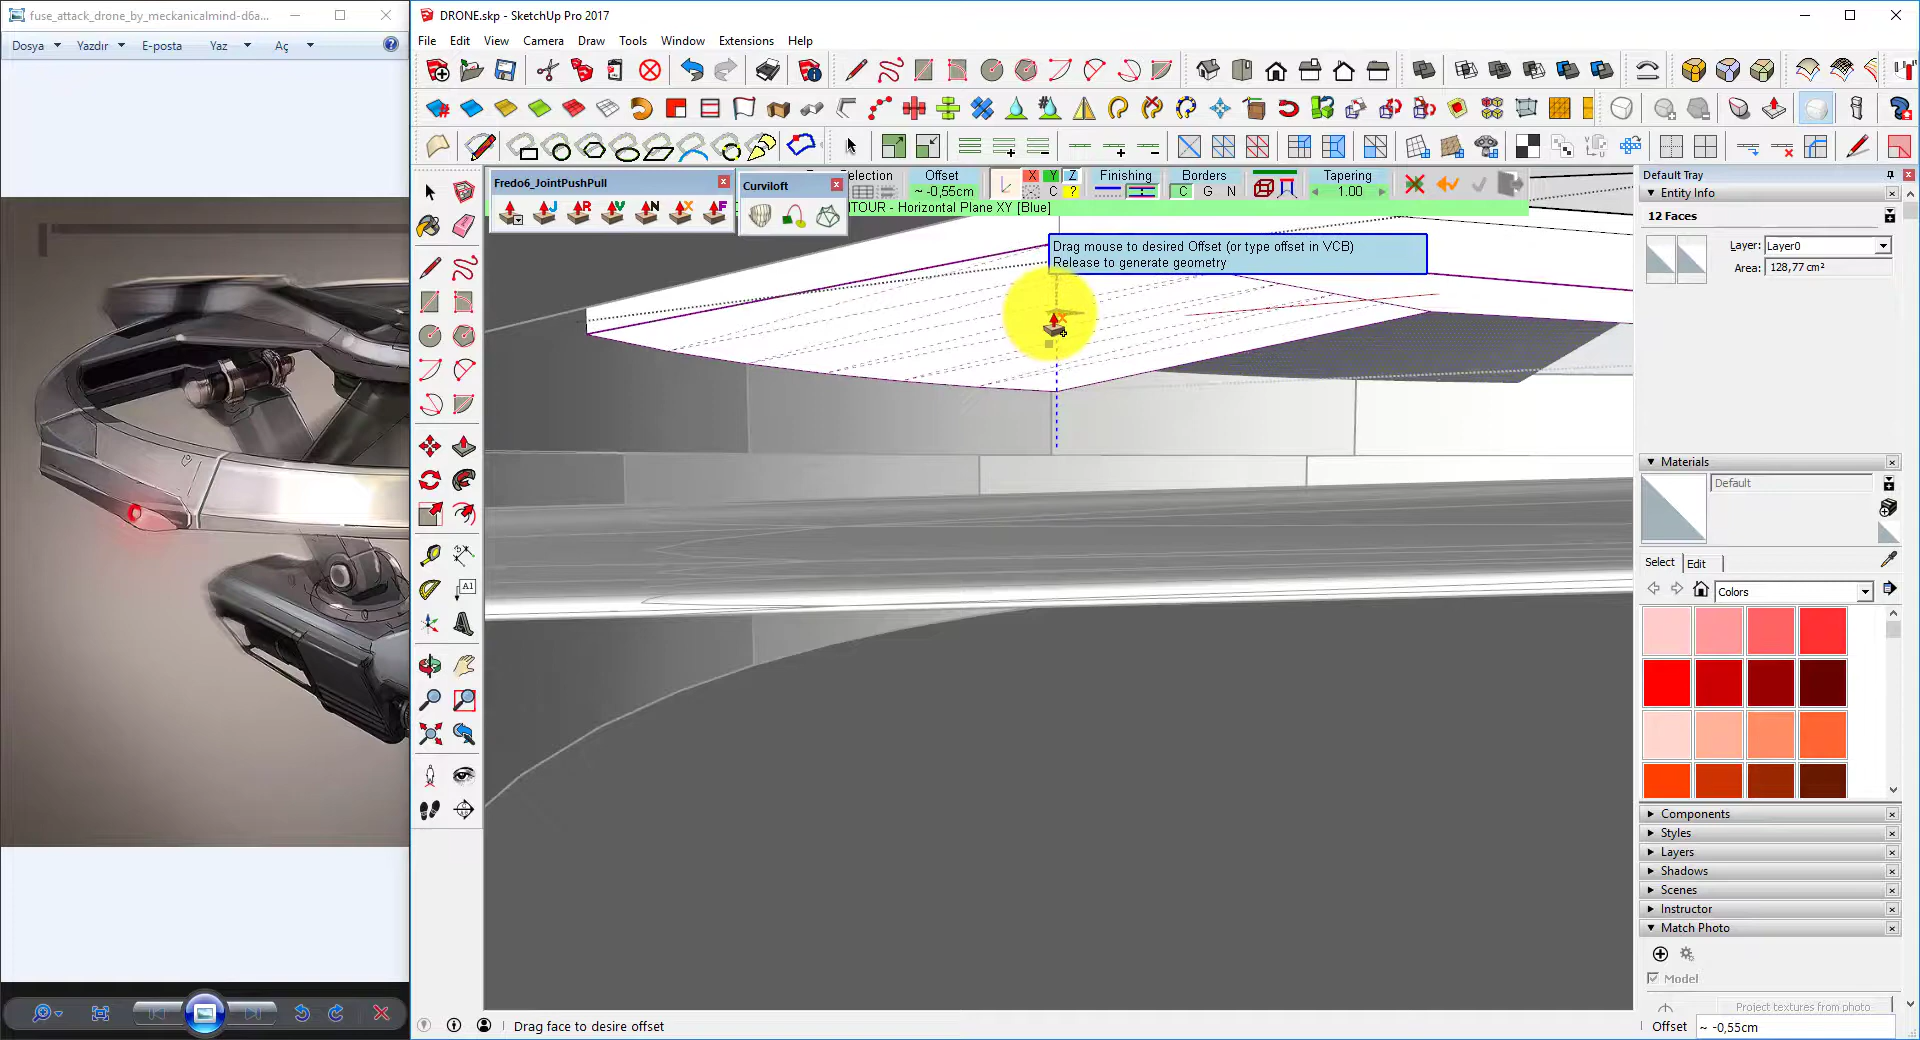 fuse_attack_drone_by_meckanicalmind-d6a...
Dosya
Yazdır
E-posta
Yaz
Aç
DRONE.skp - SketchUp Pro 2017
File
Edit
View
Camera
Draw
Tools
Window
Extensions
Help
Fredo6_JointPushPull
Curviloft
Selection
Offset
~ -0,55cm
X
Y
Z
C
?
Finishing
Borders
C G N
Tapering
1.00
J R V N X F
NTOUR - Horizontal Plane XY [Blue]
Drag mouse to desired Offset (or type offset in VCB)
Release to generate geometry
A1
Default Tray
Entity Info
12 Faces
Layer: Layer0
Area: 128,77 cm²
Materials
Default
Select
Edit
Colors
Components
Styles
Layers
Shadows
Scenes
Instructor
Match Photo
Model
Project textures from photo
Drag face to desire offset
Offset ~ -0,55cm